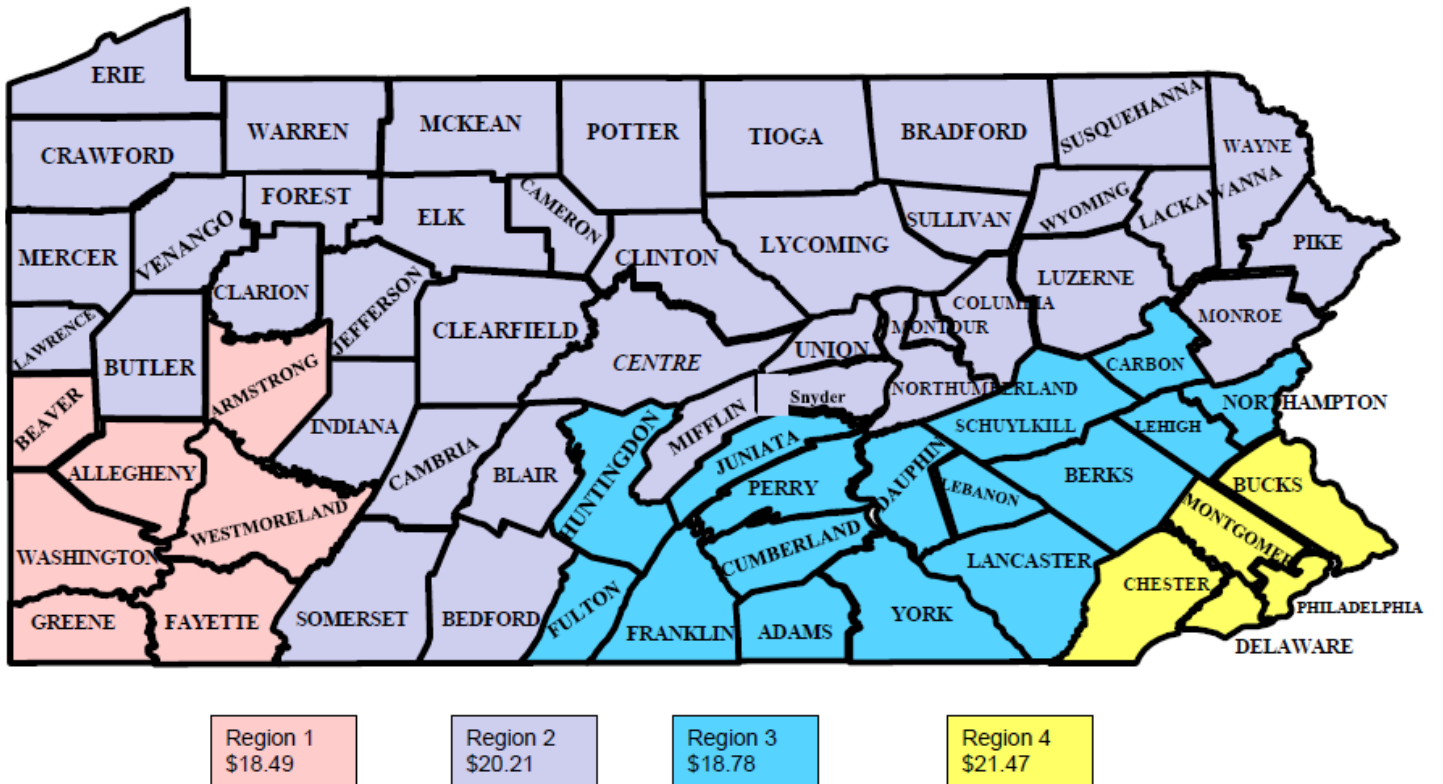 ERIE
WARREN
MCKEAN
POTTER
TIOGA
BRADFORD
SUSQUEHANNA
WAYNE
CRAWFORD
FOREST
ELK
CAMERON
SULLIVAN
WYOMING
LACKAWANNA
PIKE
MERCER
VENANGO
CLARION
JEFFERSON
CLINTON
LYCOMING
COLUMBIA
LUZERNE
MONROE
LAWRENCE
BUTLER
ARMSTRONG
CLEARFIELD
CENTRE
UNION
MONTOUR
CARBON
BEAVER
INDIANA
Snyder
NORTHUMBERLAND
NORTHAMPTON
ALLEGHENY
CAMBRIA
BLAIR
HUNTINGDON
MIFFLIN
JUNIATA
SCHUYLKILL
LEHIGH
WESTMORELAND
PERRY
DAUPHIN
LEBANON
BERKS
BUCKS
WASHINGTON
CUMBERLAND
LANCASTER
MONTGOMERY
CHESTER
GREENE
FAYETTE
SOMERSET
BEDFORD
FULTON
FRANKLIN
ADAMS
YORK
PHILADELPHIA
DELAWARE
Region 1
$18.49
Region 2
$20.21
Region 3
$18.78
Region 4
$21.47